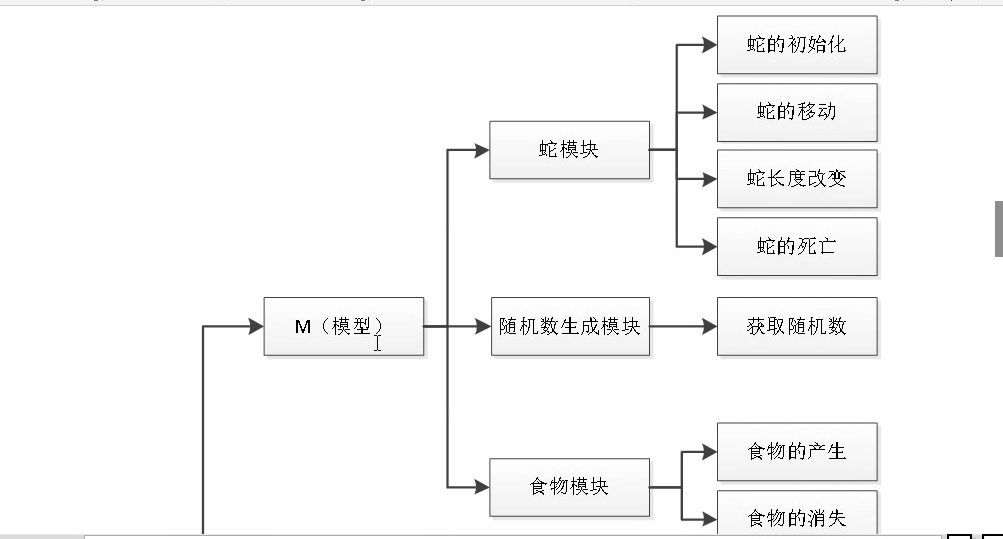 蛇的初始化
蛇的移动
蛇模块
蛇长度改变
蛇的死亡
M（模型）
随机数生成模块
获取随机数
食物的产生
食物模块
食物的消失